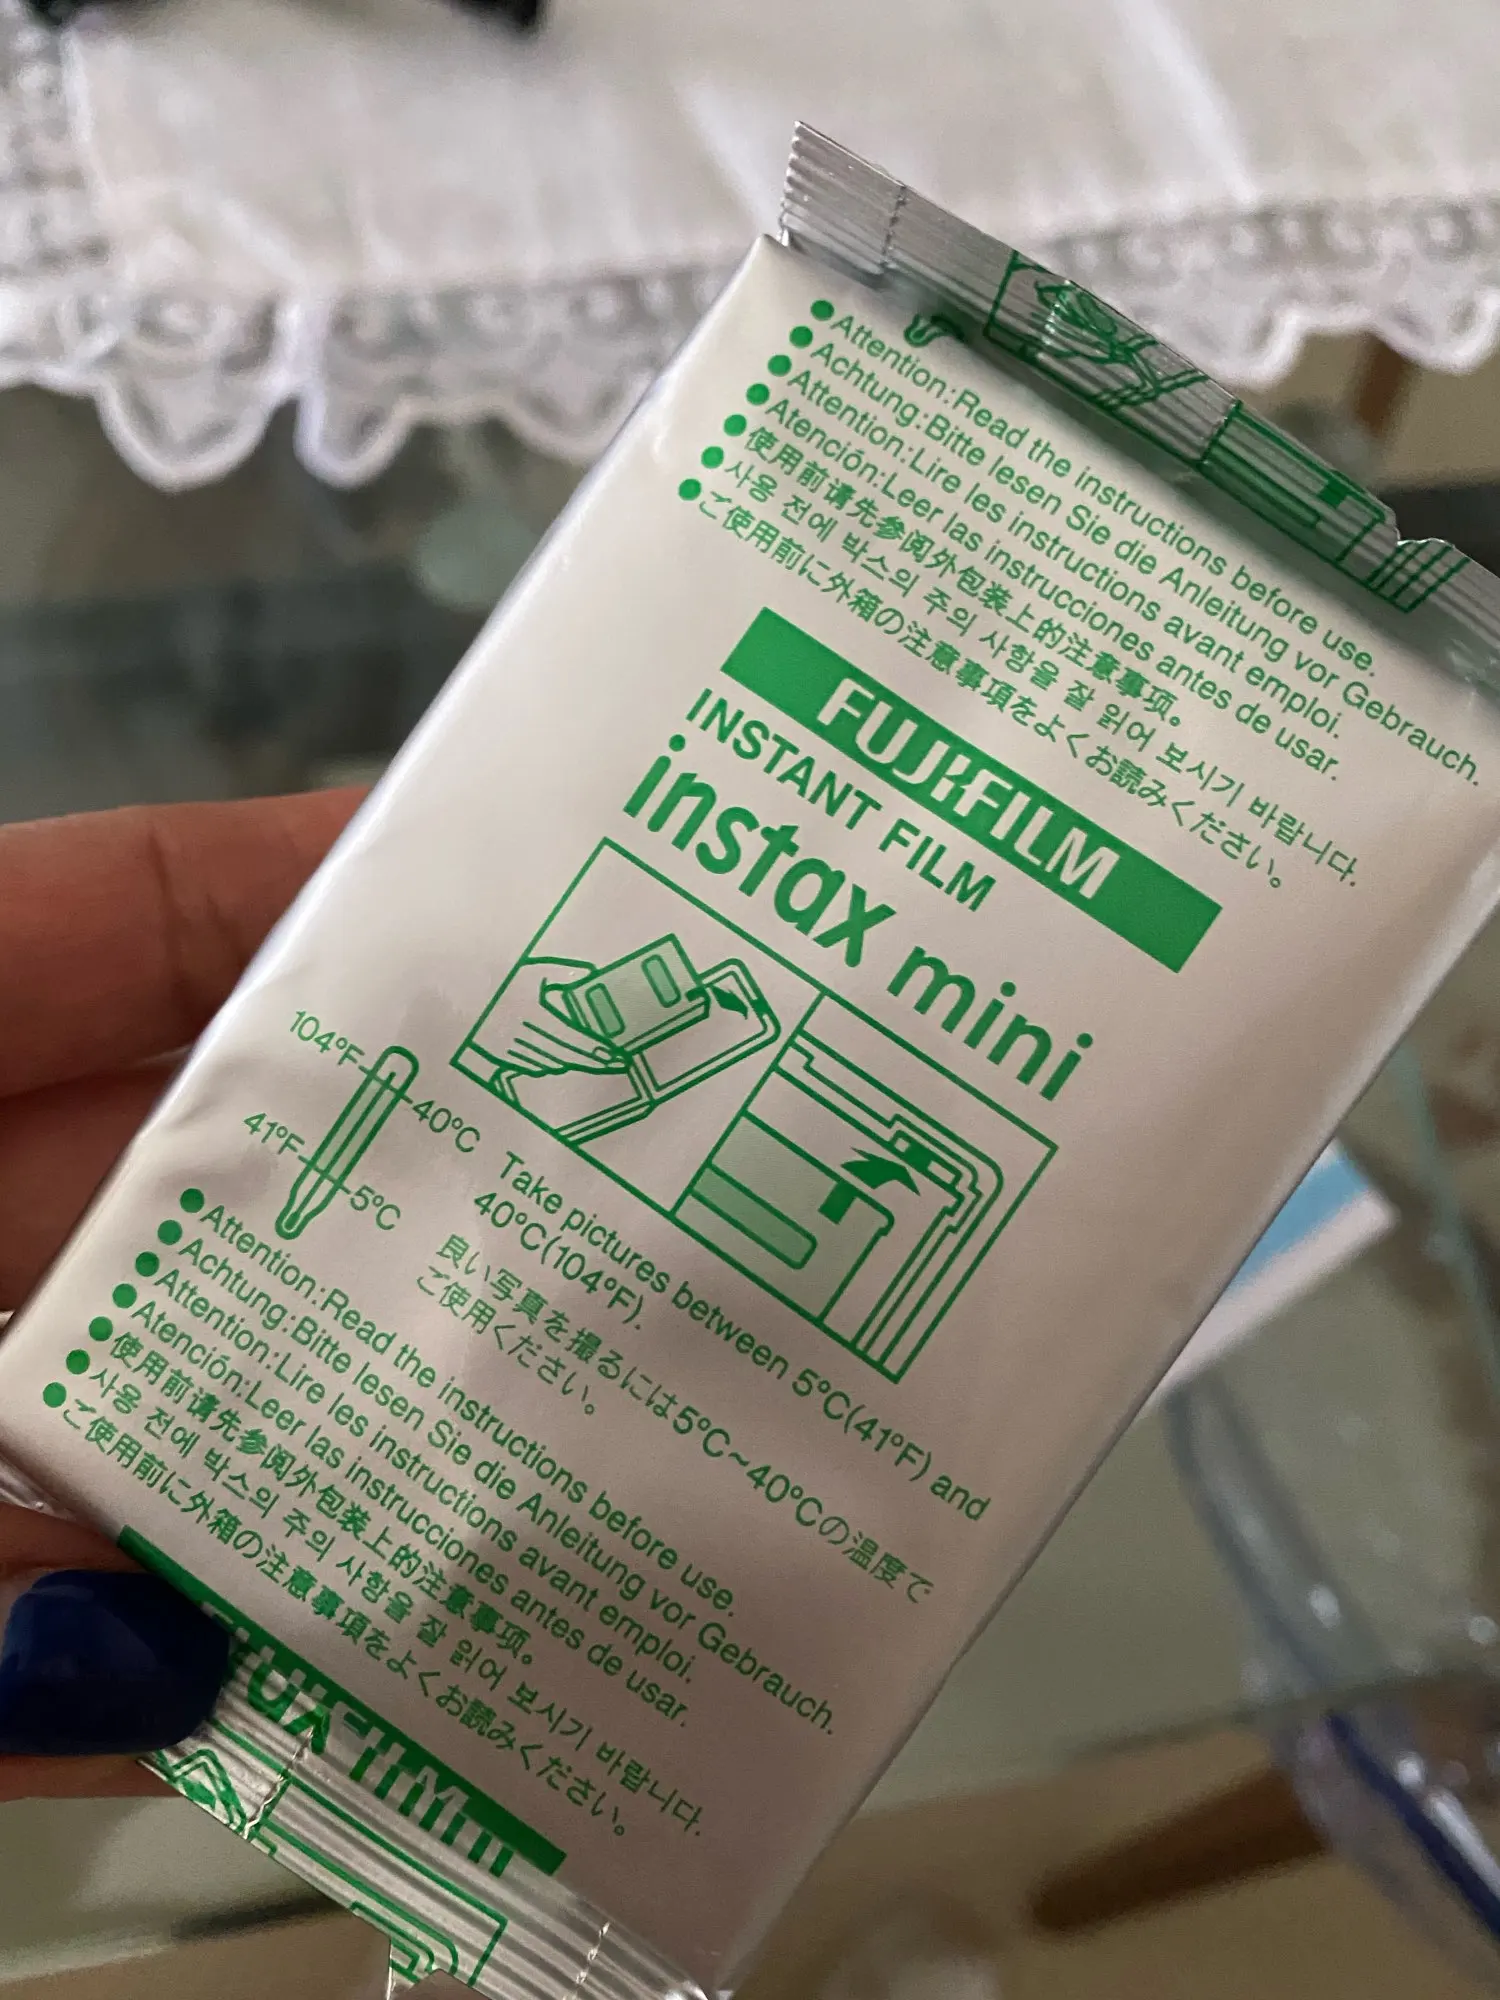 ●Attention:Read the instructions before use.
●Achtung:Bitte lesen Sie die Anleitung vor Gebrauch.
●Attention:Lire les instructions avant emploi.
●Atención:Leer las instrucciones antes de usar.
●使用前请先参阅外包装上的注意事项。
●사용 전에 박스의 주의 사항을 잘 읽어 보시기 바랍니다.
●ご使用前に外箱の注意事項をよくお読みください。
FUJIFILM
INSTANT FILM
instax mini
104°F
40°C
41°F
5°C
Take pictures between 5°C(41°F) and
40°C(104°F).
良い写真を撮るには5°C~40°Cの温度で
ご使用ください。
●Attention:Read the instructions before use.
●Achtung:Bitte lesen Sie die Anleitung vor Gebrauch.
●Attention:Lire les instructions avant emploi.
●Atención:Leer las instrucciones antes de usar.
●使用前请先参阅外包装上的注意事项。
●사용 전에 박스의 주의 사항을 잘 읽어 보시기 바랍니다.
●ご使用前に外箱の注意事項をよくお読みください。
FUJIFILM